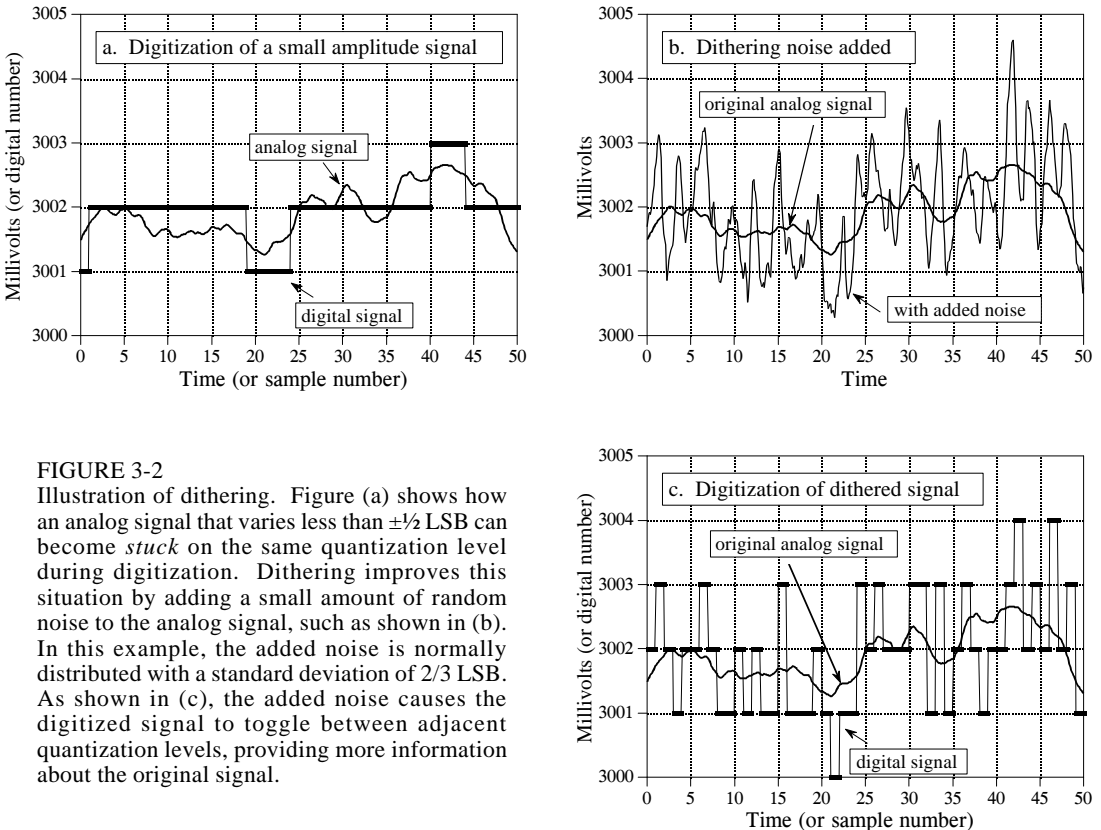 3005
3004
3003
3002
3001
3000
Millivolts (or digital number)
a. Digitization of a small amplitude signal
analog signal
digital signal
0 5 10 15 20 25 30 35 40 45 50
Time (or sample number)
3005
3004
3003
3002
3001
3000
Millivolts
b. Dithering noise added
original analog signal
with added noise
0 5 10 15 20 25 30 35 40 45 50
Time
FIGURE 3-2
Illustration of dithering. Figure (a) shows how
an analog signal that varies less than ±½ LSB can
become stuck on the same quantization level
during digitization. Dithering improves this
situation by adding a small amount of random
noise to the analog signal, such as shown in (b).
In this example, the added noise is normally
distributed with a standard deviation of 2/3 LSB.
As shown in (c), the added noise causes the
digitized signal to toggle between adjacent
quantization levels, providing more information
about the original signal.
3005
3004
3003
3002
3001
3000
Millivolts (or digital number)
c. Digitization of dithered signal
original analog signal
digital signal
0 5 10 15 20 25 30 35 40 45 50
Time (or sample number)